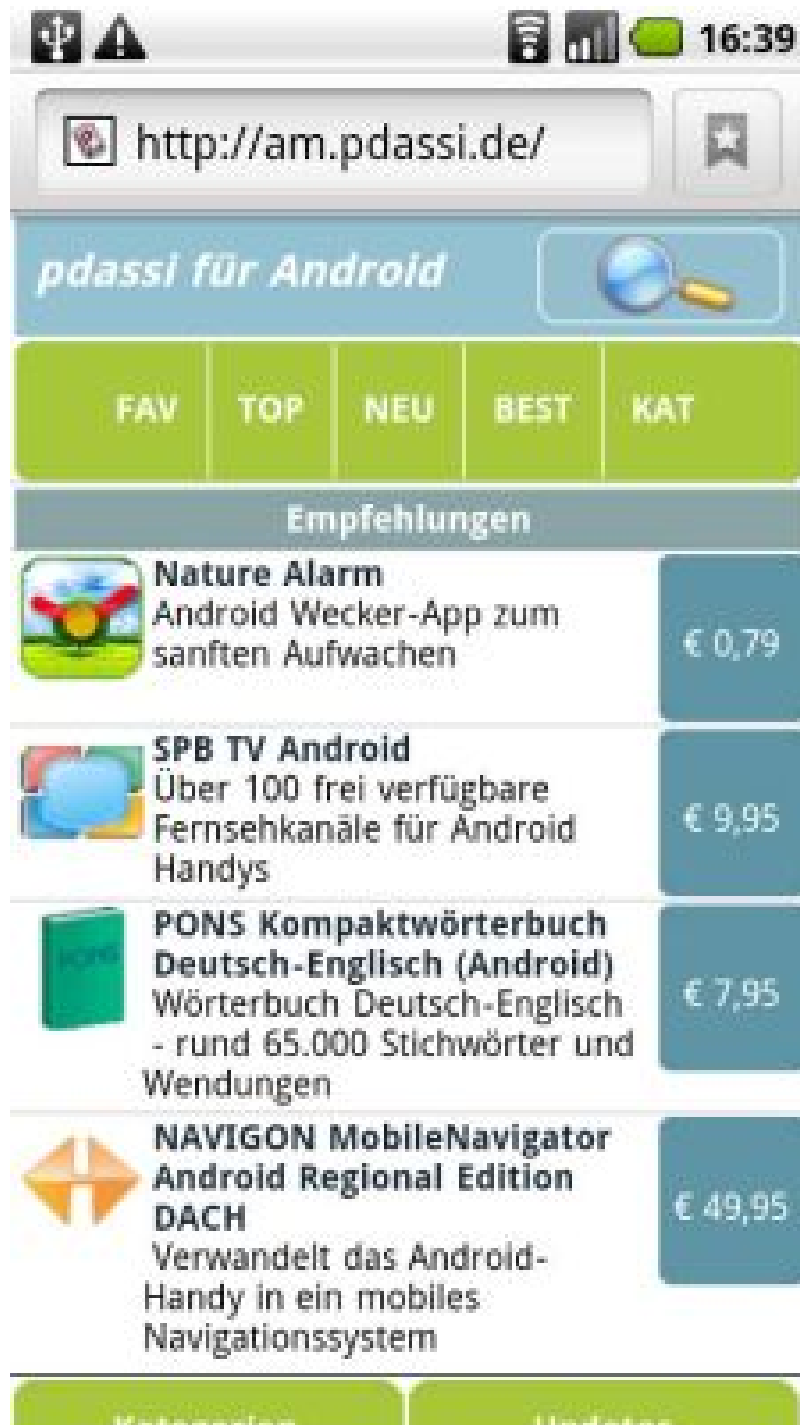 16:39
http://am.pdassi.de/
pdassi für Android
FAV TOP NEU BEST KAT
Empfehlungen
Nature Alarm
Android Wecker-App zum
sanften Aufwachen
€ 0,79
SPB TV Android
Über 100 frei verfügbare
Fernsehkanäle für Android
Handys
€ 9,95
PONS
PONS Kompaktwörterbuch
Deutsch-Englisch (Android)
Wörterbuch Deutsch-Englisch
- rund 65.000 Stichwörter und
Wendungen
€ 7,95
NAVIGON MobileNavigator
Android Regional Edition
DACH
Verwandelt das Android-
Handy in ein mobiles
Navigationssystem
€ 49,95
Kategorien Updates